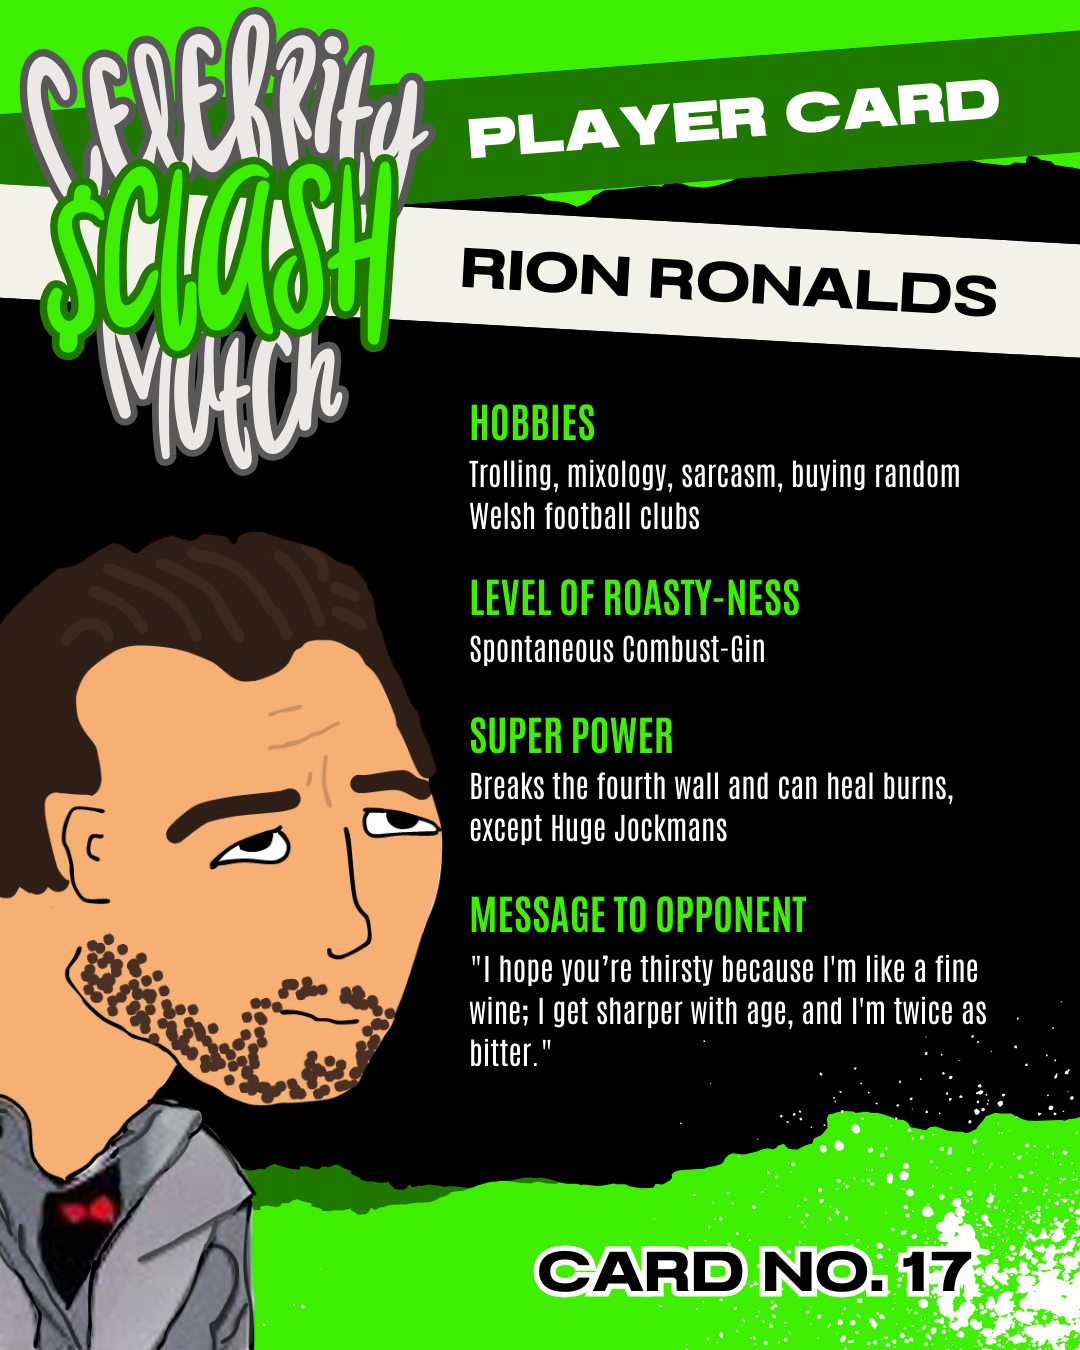 CELEBRITY
$CLASH
MATCH
PLAYER CARD
RION RONALDS
HOBBIES
Trolling, mixology, sarcasm, buying random
Welsh football clubs
LEVEL OF ROASTY-NESS
Spontaneous Combust-Gin
SUPER POWER
Breaks the fourth wall and can heal burns,
except Huge Jockmans
MESSAGE TO OPPONENT
"I hope you’re thirsty because I'm like a fine
wine; I get sharper with age, and I'm twice as
bitter."
CARD NO. 17